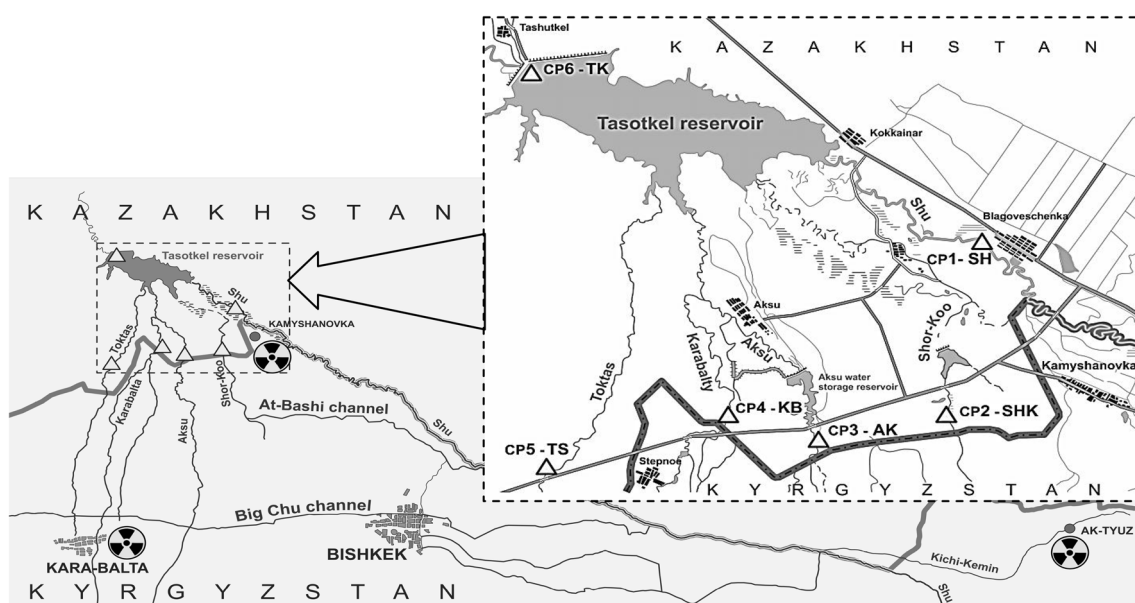 K A Z A K H S T A N
Tashutkel
CP6 - TK
Tasotkel reservoir
Kokkainar
Shu
Blagoveschenka
CP1- SH
Aksu
Aksu
Karabalty
Toktas
Shor-Koo
Aksu water
storage reservoir
Kamyshanovka
CP4 - KB
CP2 - SHK
CP3 - AK
CP5 - TS
Stepnoe
K Y R G Y Z S T A N
K A Z A K H S T A N
Tasotkel reservoir
Shu
KAMYSHANOVKA
Toktas
Karabalta
Aksu
Shor-Koo
At-Bashi channel
Shu
Big Chu channel
BISHKEK
KARA-BALTA
AK-TYUZ
Kichi-Kemin
Shu
K Y R G Y Z S T A N